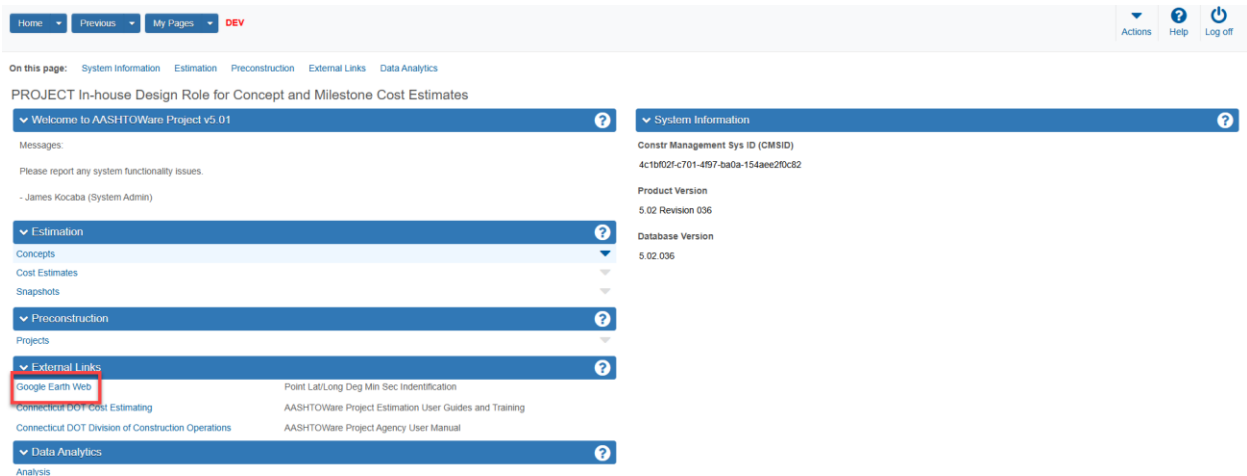 Home Previous My Pages DEV
Actions Help Log off
On this page: System Information Estimation Preconstruction External Links Data Analytics
PROJECT In-house Design Role for Concept and Milestone Cost Estimates
Welcome to AASHTOWare Project v5.01 ?
Messages:
Please report any system functionality issues.
- James Kocaba (System Admin)
Estimation ?
Concepts
Cost Estimates
Snapshots
Preconstruction ?
Projects
External Links ?
Google Earth Web Point Lat/Long Deg Min Sec Indentification
Connecticut DOT Cost Estimating AASHTOWare Project Estimation User Guides and Training
Connecticut DOT Division of Construction Operations AASHTOWare Project Agency User Manual
Data Analytics ?
Analysis
System Information ?
Constr Management Sys ID (CMSID)
4c1bf02f-c701-4f97-ba0a-154aee2f0c82
Product Version
5.02 Revision 036
Database Version
5.02.036